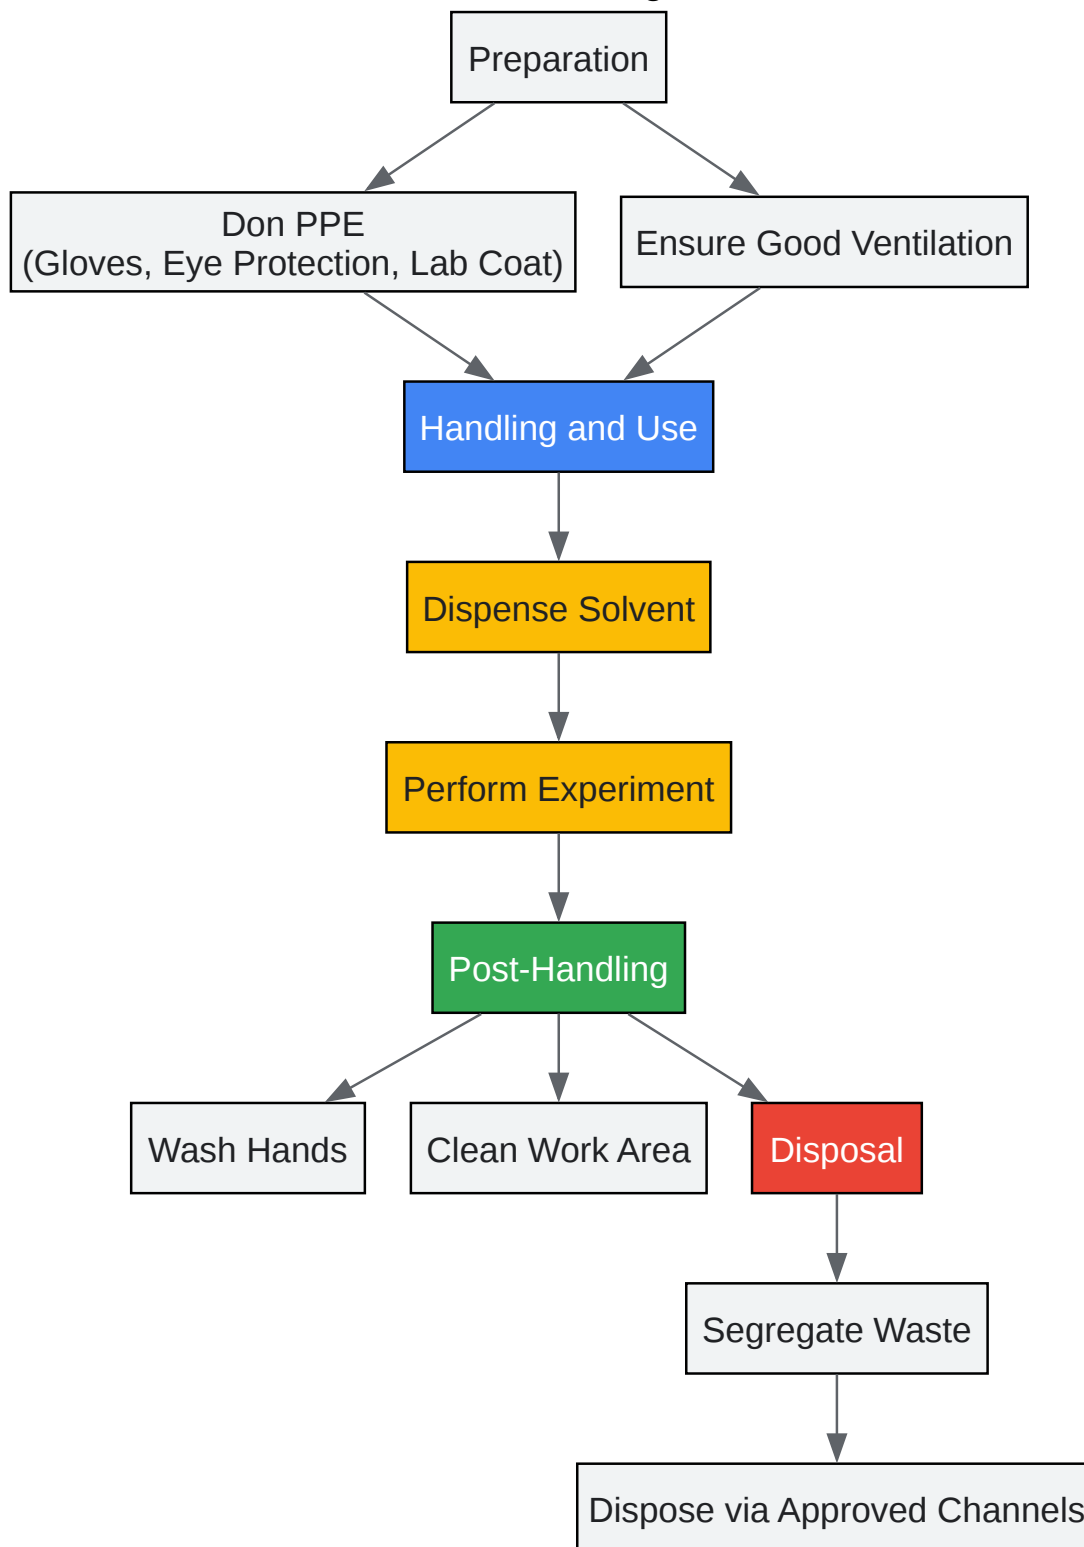 Preparation
Don PPE
(Gloves, Eye Protection, Lab Coat)
Ensure Good Ventilation
Handling and Use
Dispense Solvent
Perform Experiment
Post-Handling
Wash Hands
Clean Work Area
Disposal
Segregate Waste
Dispose via Approved Channels